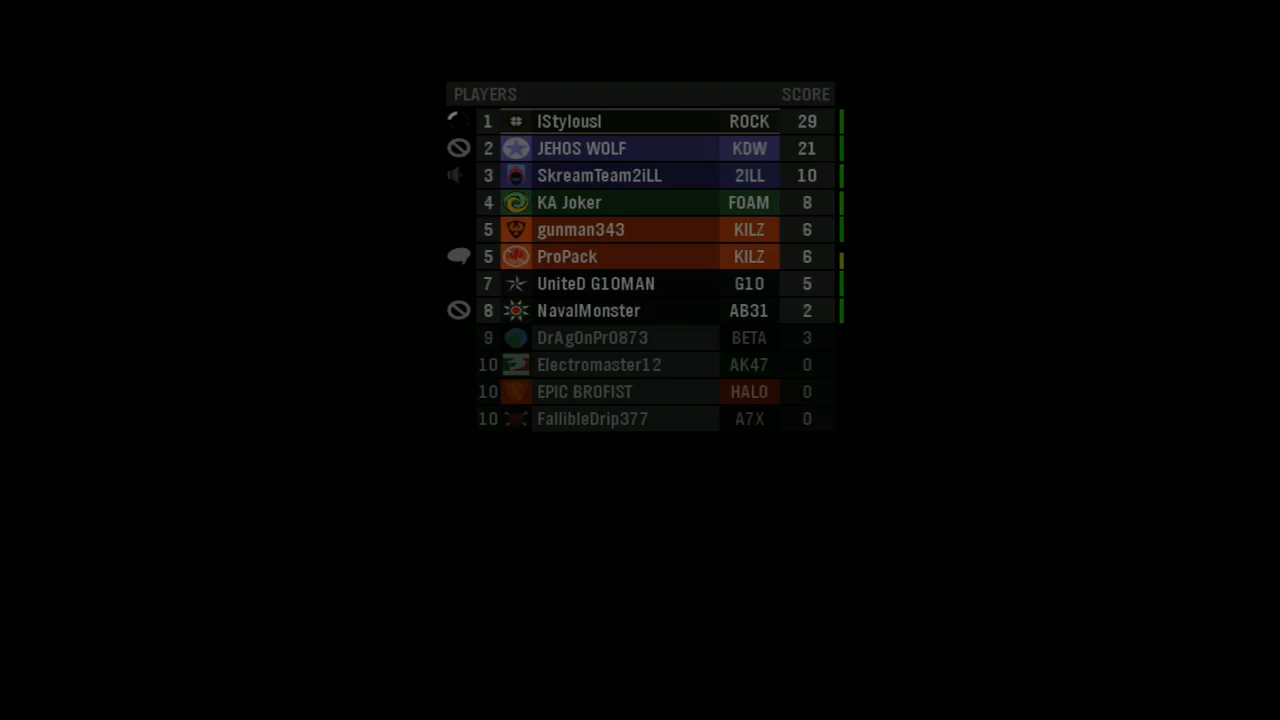 PLAYERS SCORE
1 IStylousI ROCK 29
2 JEHOS WOLF KDW 21
3 SkreamTeam2iLL 2ILL 10
4 KA Joker FOAM 8
5 gunman343 KILZ 6
5 ProPack KILZ 6
7 UniteD G10MAN G10 5
8 NavalMonster AB31 2
9 DrAgOnPr0873 BETA 3
10 Electromaster12 AK47 0
10 EPIC BROFIST HALO 0
10 FallibleDrip377 A7X 0